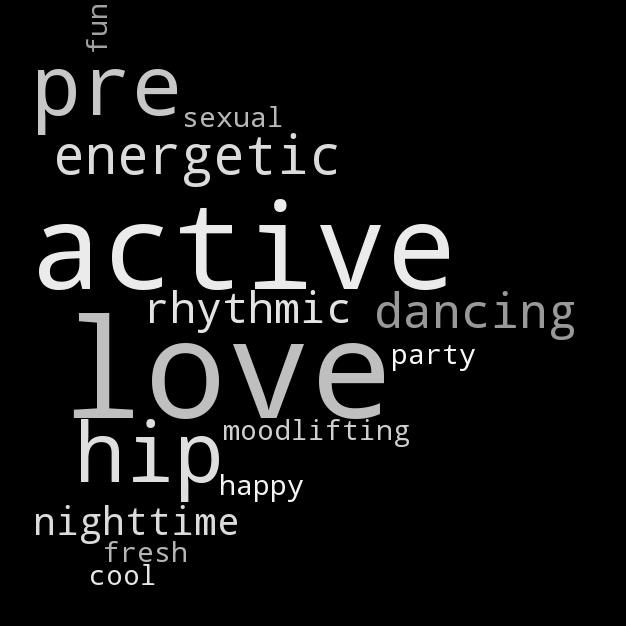 fun
pre
sexual
energetic
active
rhythmic
dancing
love
party
hip
moodlifting
happy
nighttime
fresh
cool